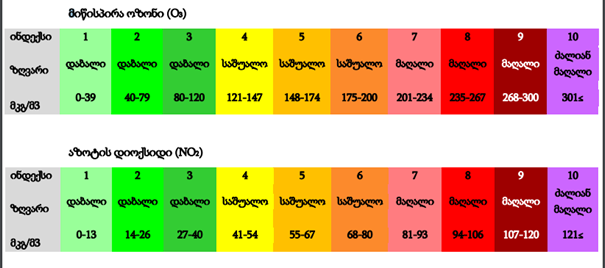 მიწისპირა ოზონი (O₃)
ინდექსი 1 2 3 4 5 6 7 8 9 10
ზღვარი დაბალი დაბალი დაბალი საშუალო საშუალო საშუალო მაღალი მაღალი მაღალი ძალიან მაღალი
მკგ/მ3 0-39 40-79 80-120 121-147 148-174 175-200 201-234 235-267 268-300 301≤
აზოტის დიოქსიდი (NO₂)
ინდექსი 1 2 3 4 5 6 7 8 9 10
ზღვარი დაბალი დაბალი დაბალი საშუალო საშუალო საშუალო მაღალი მაღალი მაღალი ძალიან მაღალი
მკგ/მ3 0-13 14-26 27-40 41-54 55-67 68-80 81-93 94-106 107-120 121≤